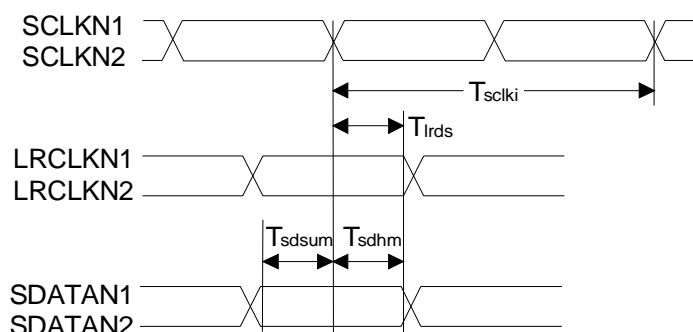 SCLKN1
SCLKN2
Tsclki
Tlrds
LRCLKN1
LRCLKN2
Tsdsum Tsdhm
SDATAN1
SDATAN2